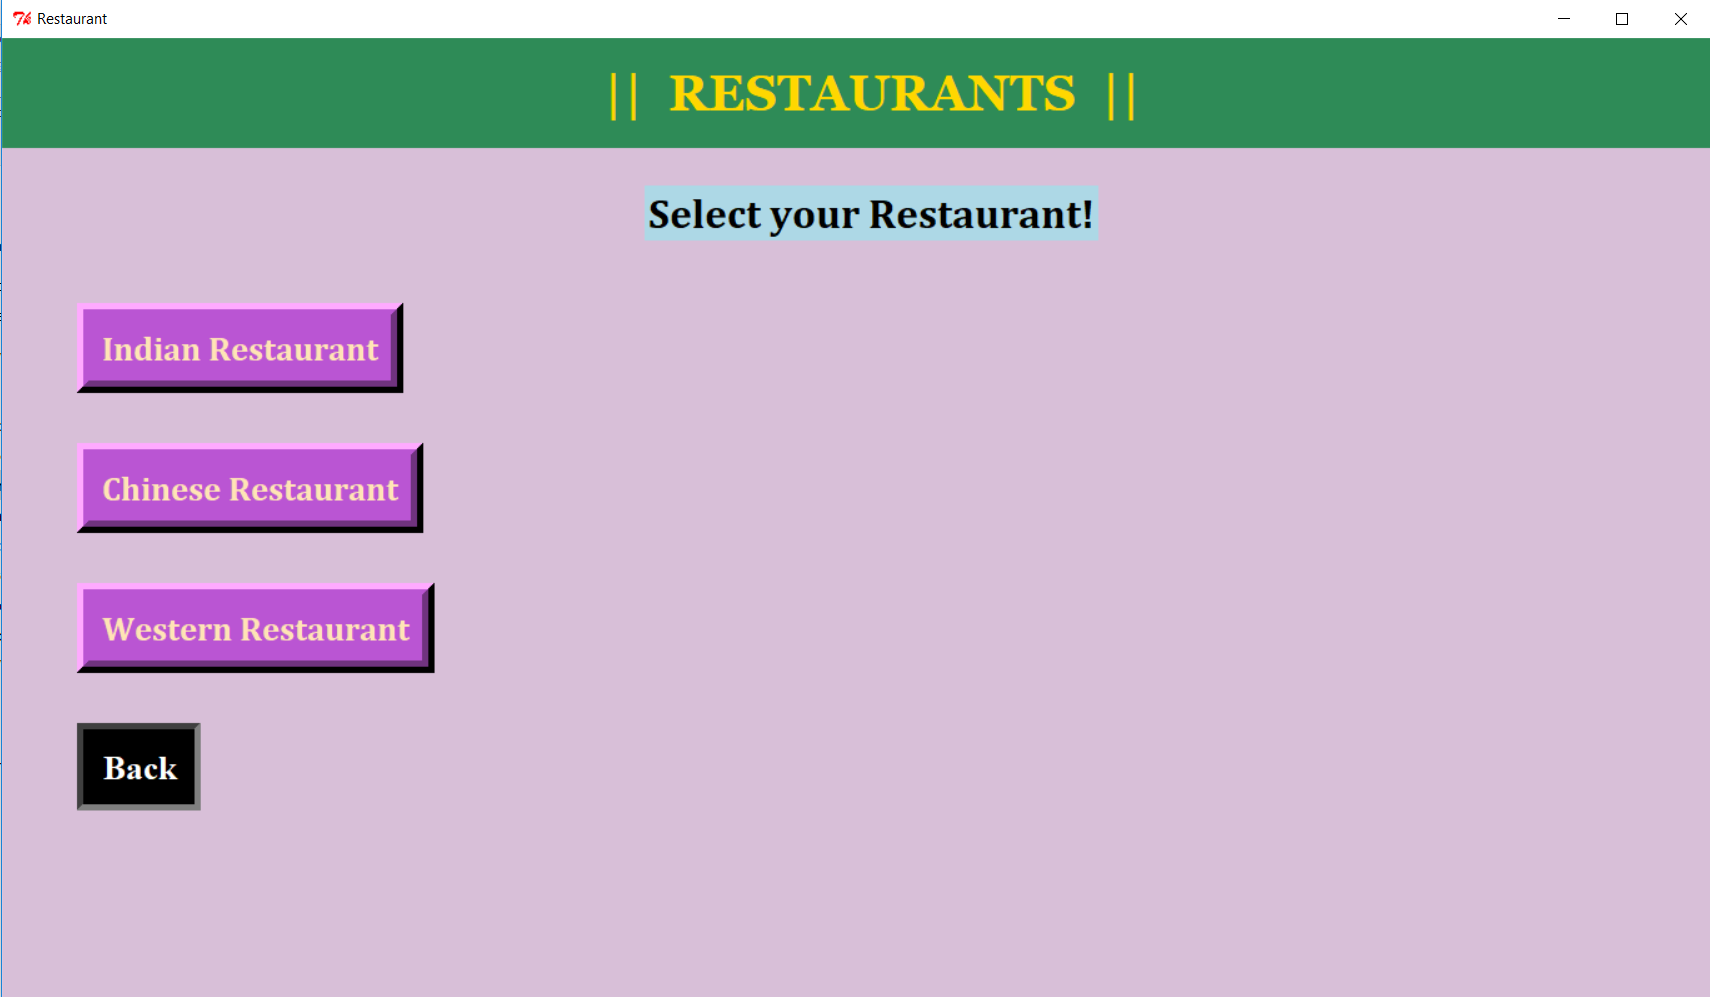 Restaurant
|| RESTAURANTS ||
Select your Restaurant!
Indian Restaurant
Chinese Restaurant
Western Restaurant
Back